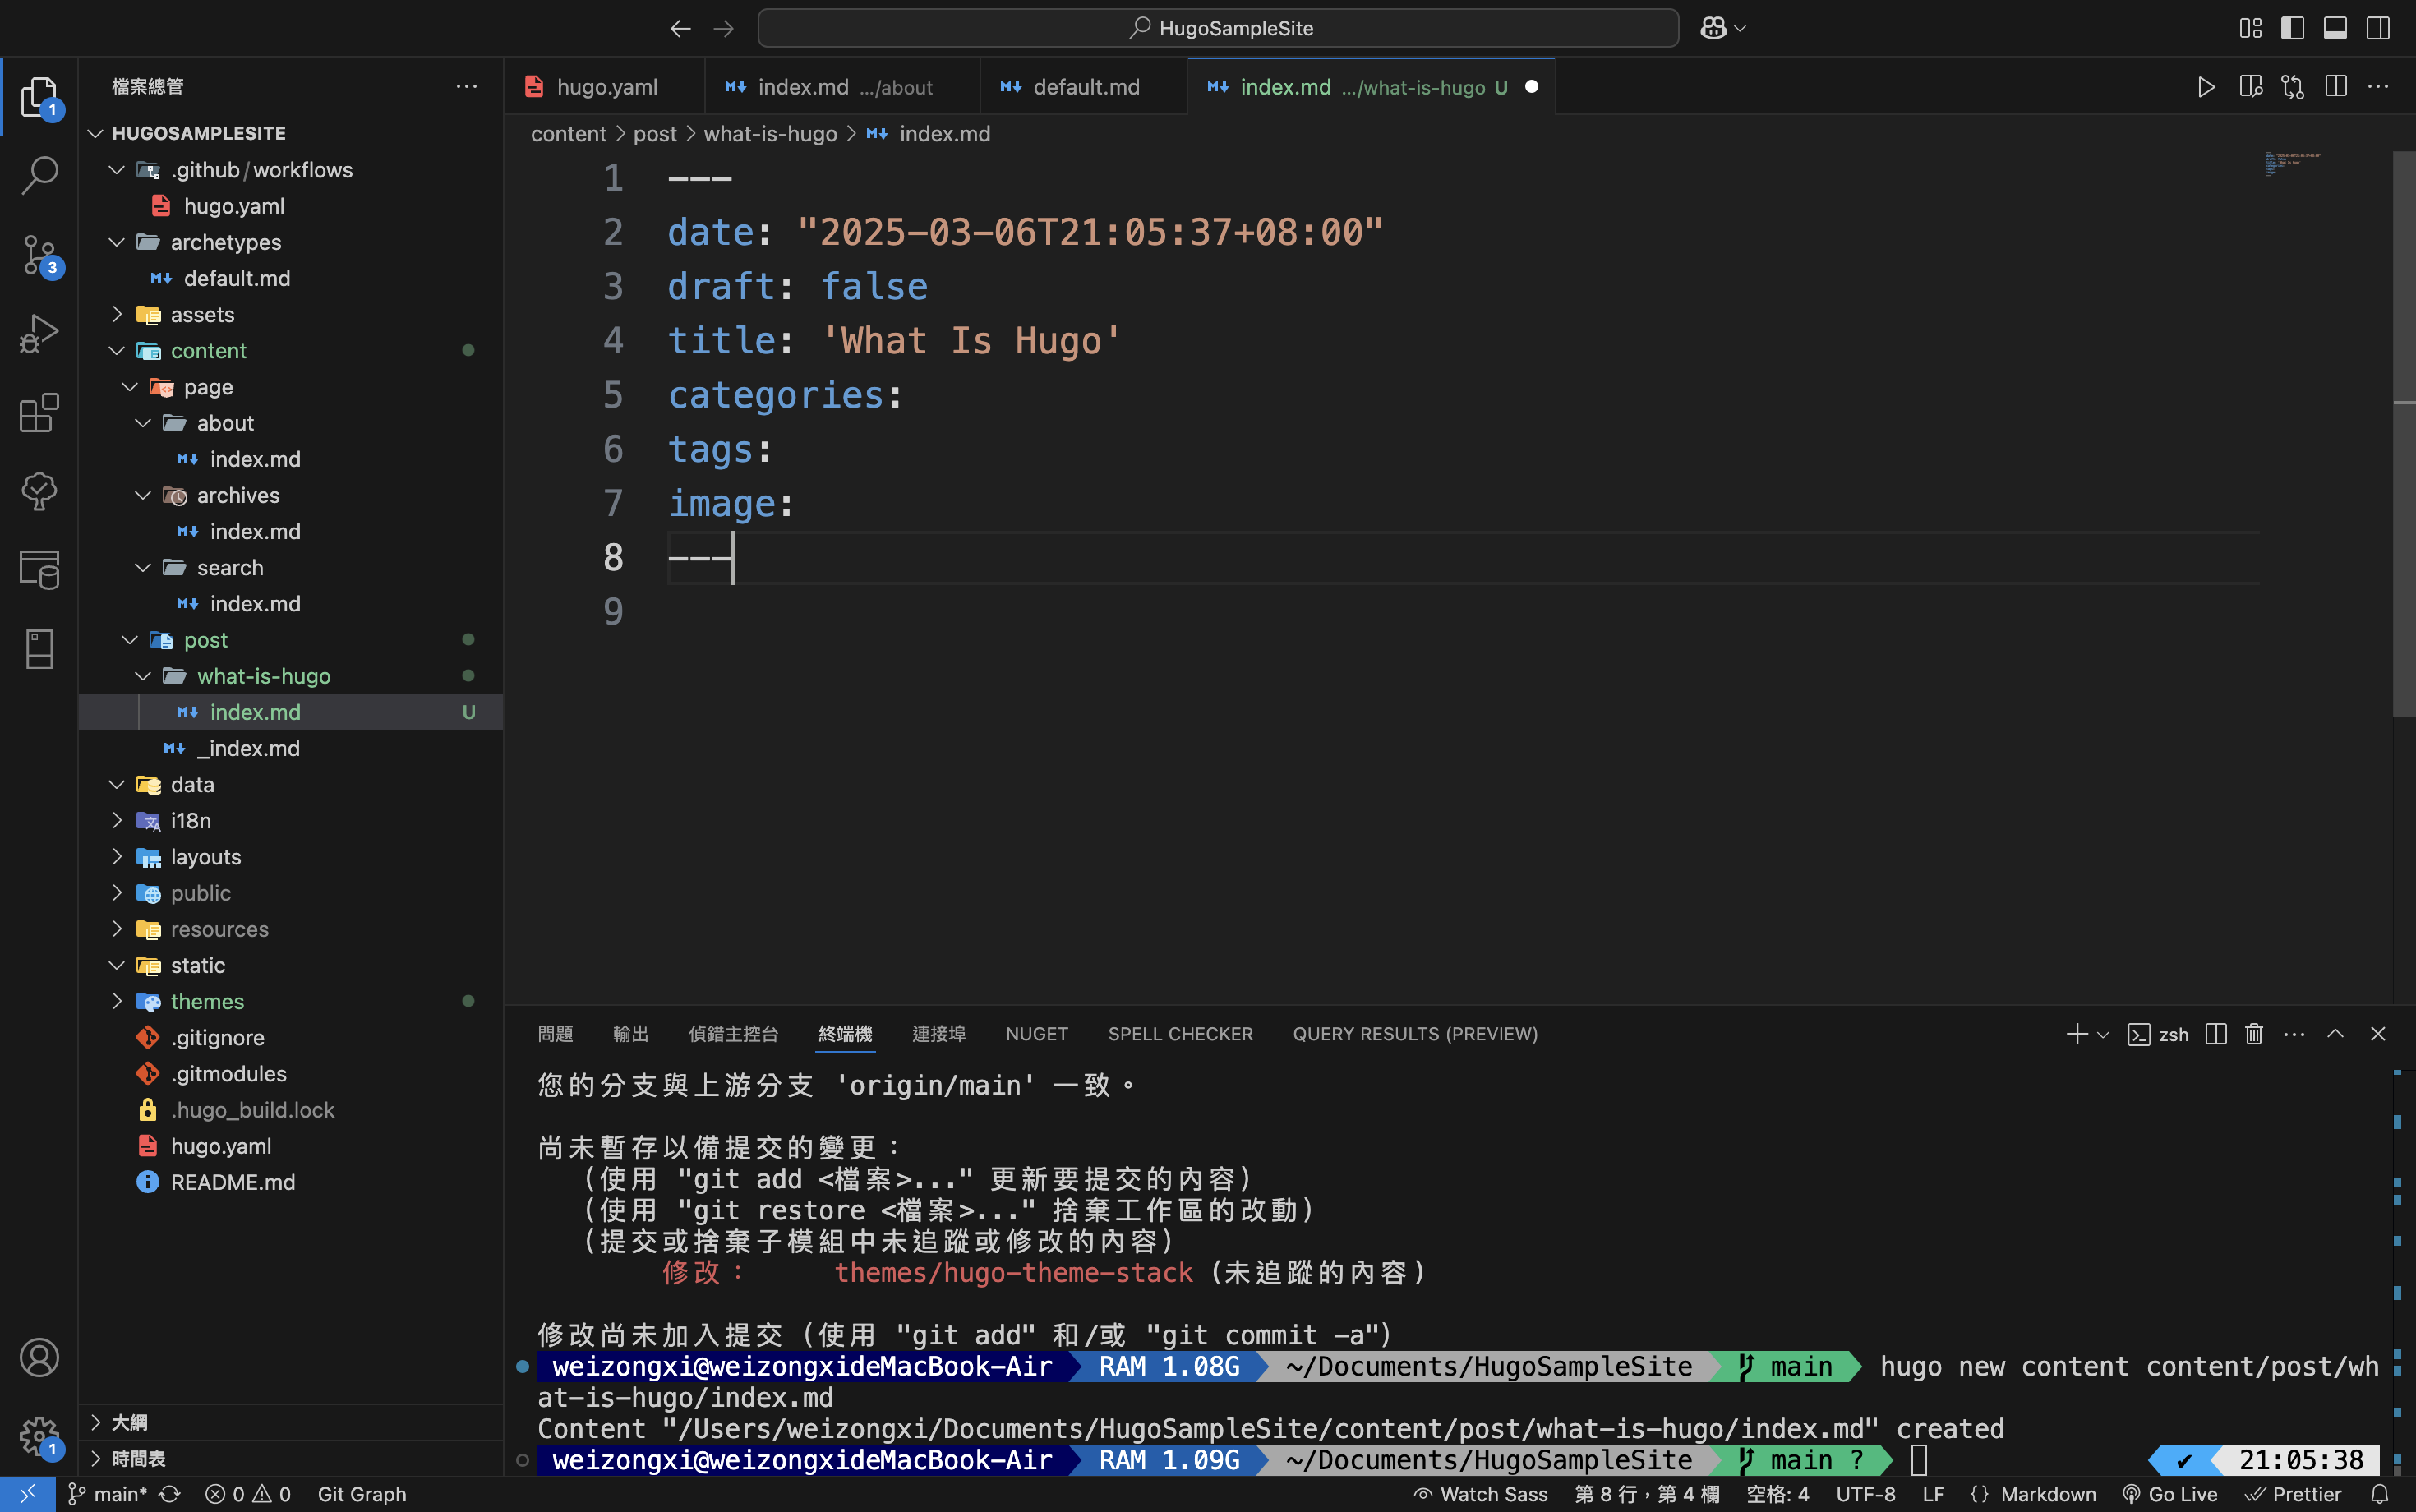 HugoSampleSite
檔案總管
1
HUGOSAMPLESITE
.github/workflows
hugo.yaml
archetypes
default.md
assets
content
page
about
index.md
archives
index.md
search
index.md
post
what-is-hugo
index.md U
_index.md
data
i18n
layouts
public
resources
static
themes
.gitignore
.gitmodules
.hugo_build.lock
hugo.yaml
README.md
大綱
時間表
3
1
hugo.yaml
index.md .../about
default.md
index.md .../what-is-hugo U
content > post > what-is-hugo > index.md
1 ---
2 date: "2025-03-06T21:05:37+08:00"
3 draft: false
4 title: 'What Is Hugo'
5 categories:
6 tags:
7 image:
8 ---
9
問題 輸出 偵錯主控台 終端機 連接埠 NUGET SPELL CHECKER QUERY RESULTS (PREVIEW)
zsh
您的分支與上游分支 'origin/main' 一致。
尚未暫存以備提交的變更：
(使用 "git add <檔案>..." 更新要提交的內容)
(使用 "git restore <檔案>..." 捨棄工作區的改動)
(提交或捨棄子模組中未追蹤或修改的內容)
修改： themes/hugo-theme-stack (未追蹤的內容)
修改尚未加入提交 (使用 "git add" 和/或 "git commit -a")
weizongxi@weizongxideMacBook-Air RAM 1.08G ~/Documents/HugoSampleSite main hugo new content content/post/wh
at-is-hugo/index.md
Content "/Users/weizongxi/Documents/HugoSampleSite/content/post/what-is-hugo/index.md" created
weizongxi@weizongxideMacBook-Air RAM 1.09G ~/Documents/HugoSampleSite main ? ✔ 21:05:38
main* 0 0 Git Graph Watch Sass 第 8 行，第 4 欄 空格: 4 UTF-8 LF {} Markdown Go Live Prettier